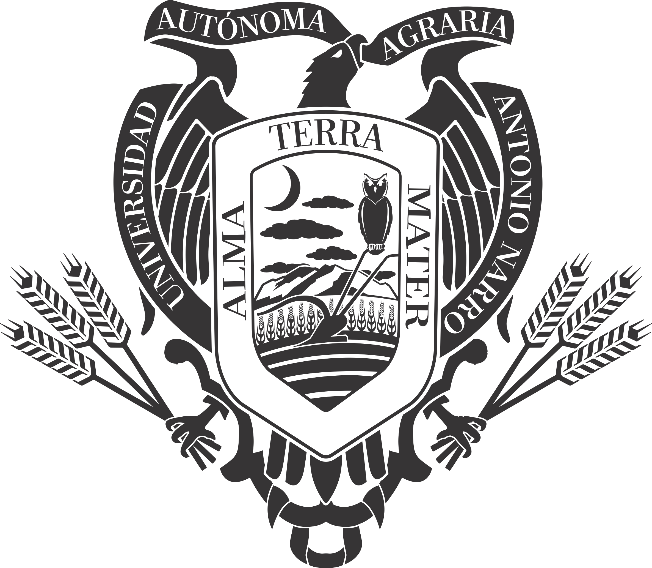 UNIVERSIDAD
AUTÓNOMA
AGRARIA
ANTONIO NARRO
ALMA
TERRA
MATER